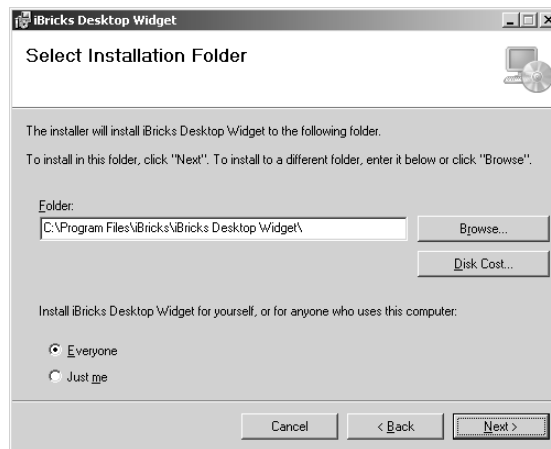 iBricks Desktop Widget
Select Installation Folder
The installer will install iBricks Desktop Widget to the following folder.
To install in this folder, click "Next". To install to a different folder, enter it below or click "Browse".
Folder:
C:\Program Files\iBricks\iBricks Desktop Widget\
Browse...
Disk Cost...
Install iBricks Desktop Widget for yourself, or for anyone who uses this computer:
Everyone
Just me
Cancel
< Back
Next >